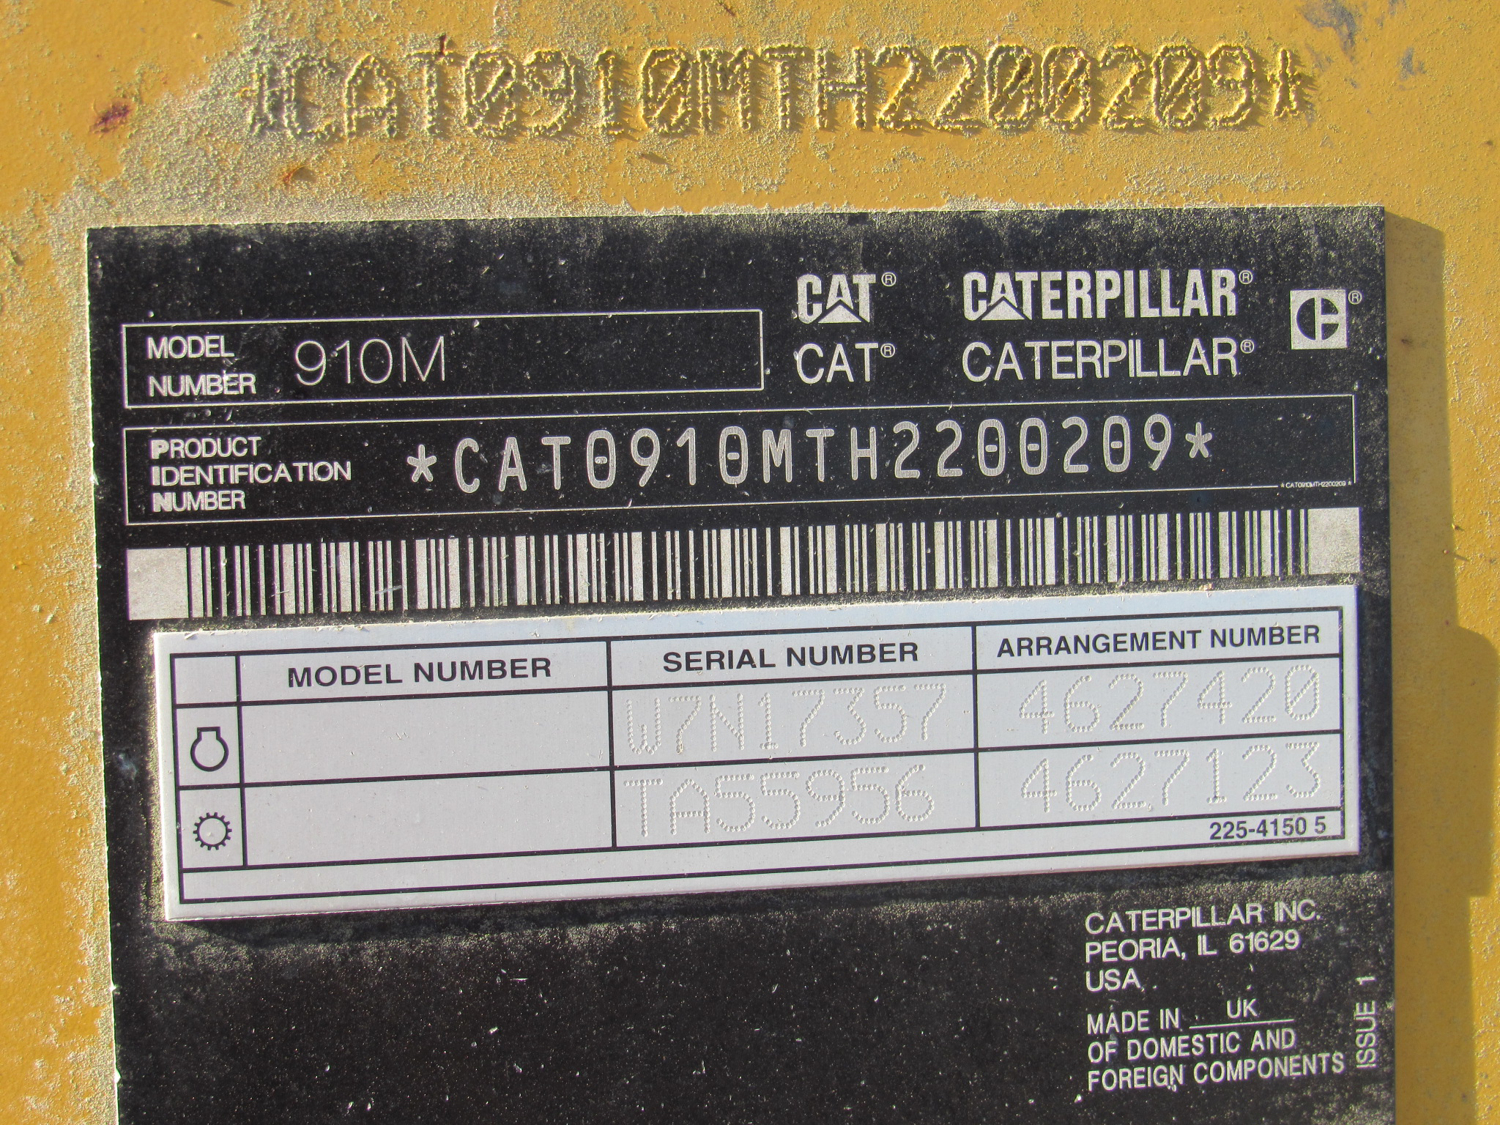 *CAT0910MTH2200209*
CAT® CATERPILLAR® ®
MODEL NUMBER 910M
CAT® CATERPILLAR®
PRODUCT IDENTIFICATION NUMBER *CAT0910MTH2200209*
*CAT0910MTH2200209*
MODEL NUMBER SERIAL NUMBER ARRANGEMENT NUMBER
W7N17357 4627420
TA55956 4627123
225-4150 5
CATERPILLAR INC.
PEORIA, IL 61629
USA
MADE IN UK
OF DOMESTIC AND
FOREIGN COMPONENTS
ISSUE 1